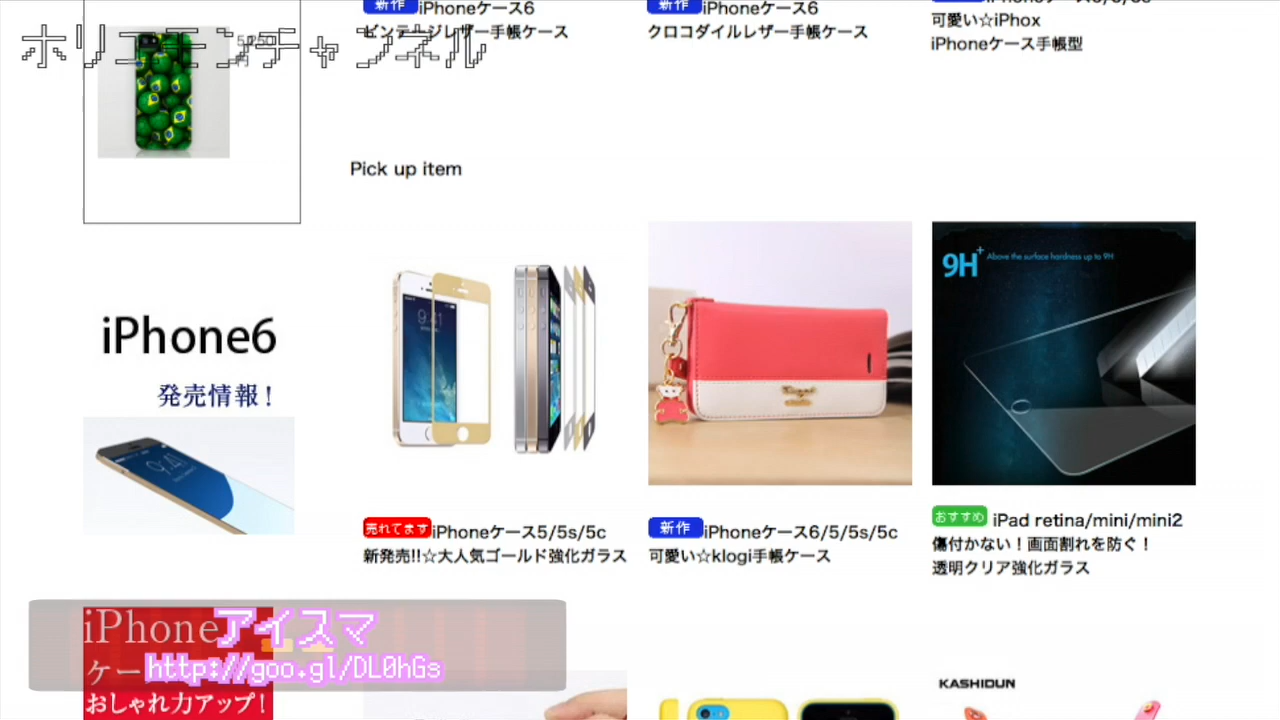 ホリエモンチャンネル
新作 iPhoneケース6
ビンテージレザー手帳ケース
新作 iPhoneケース6
クロコダイルレザー手帳ケース
可愛い☆iPhox
iPhoneケース手帳型
円
Pick up item
iPhone6
発売情報！
9:41
9H+ Above the surface hardness up to 9H
売れてます iPhoneケース5/5s/5c
新発売!!☆大人気ゴールド強化ガラス
新作 iPhoneケース6/5/5s/5c
可愛い☆klogi手帳ケース
おすすめ iPad retina/mini/mini2
傷付かない！画面割れを防ぐ！
透明クリア強化ガラス
iPhone
ケー
おしゃれ力アップ！
アイスマ
http://goo.gl/DL0hGs
KASHIDUN